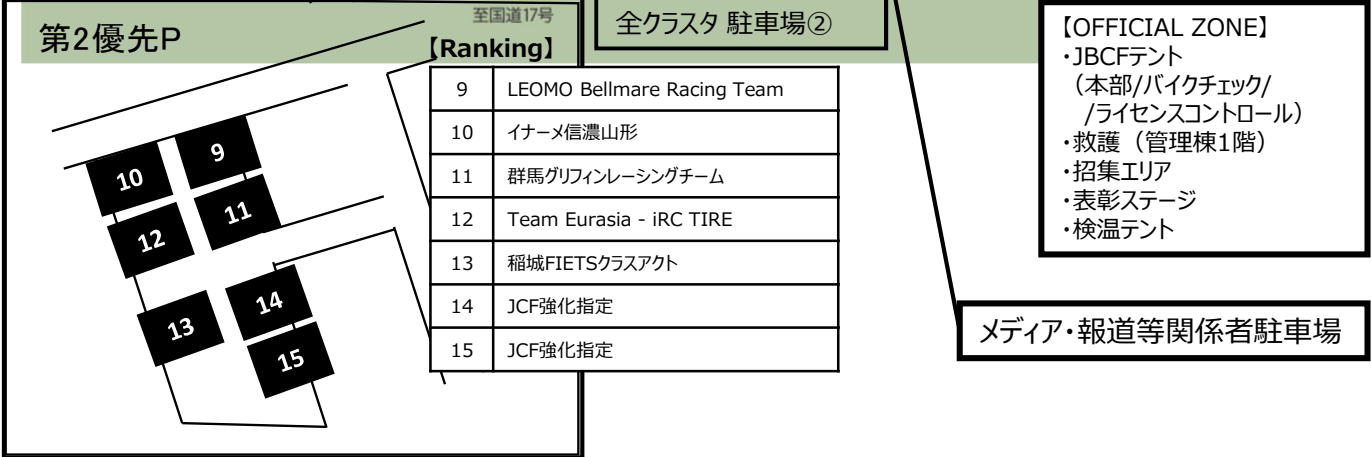 第2優先P
至国道17号
全クラスタ 駐車場②
【Ranking】
9 LEOMO Bellmare Racing Team
10 イナーメ信濃山形
11 群馬グリフィンレーシングチーム
12 Team Eurasia - iRC TIRE
13 稲城FIETSクラスアクト
14 JCF強化指定
15 JCF強化指定
9
10
11
12
14
13
15
【OFFICIAL ZONE】
・JBCFテント
（本部/バイクチェック/
/ライセンスコントロール）
・救護（管理棟1階）
・招集エリア
・表彰ステージ
・検温テント
メディア・報道等関係者駐車場